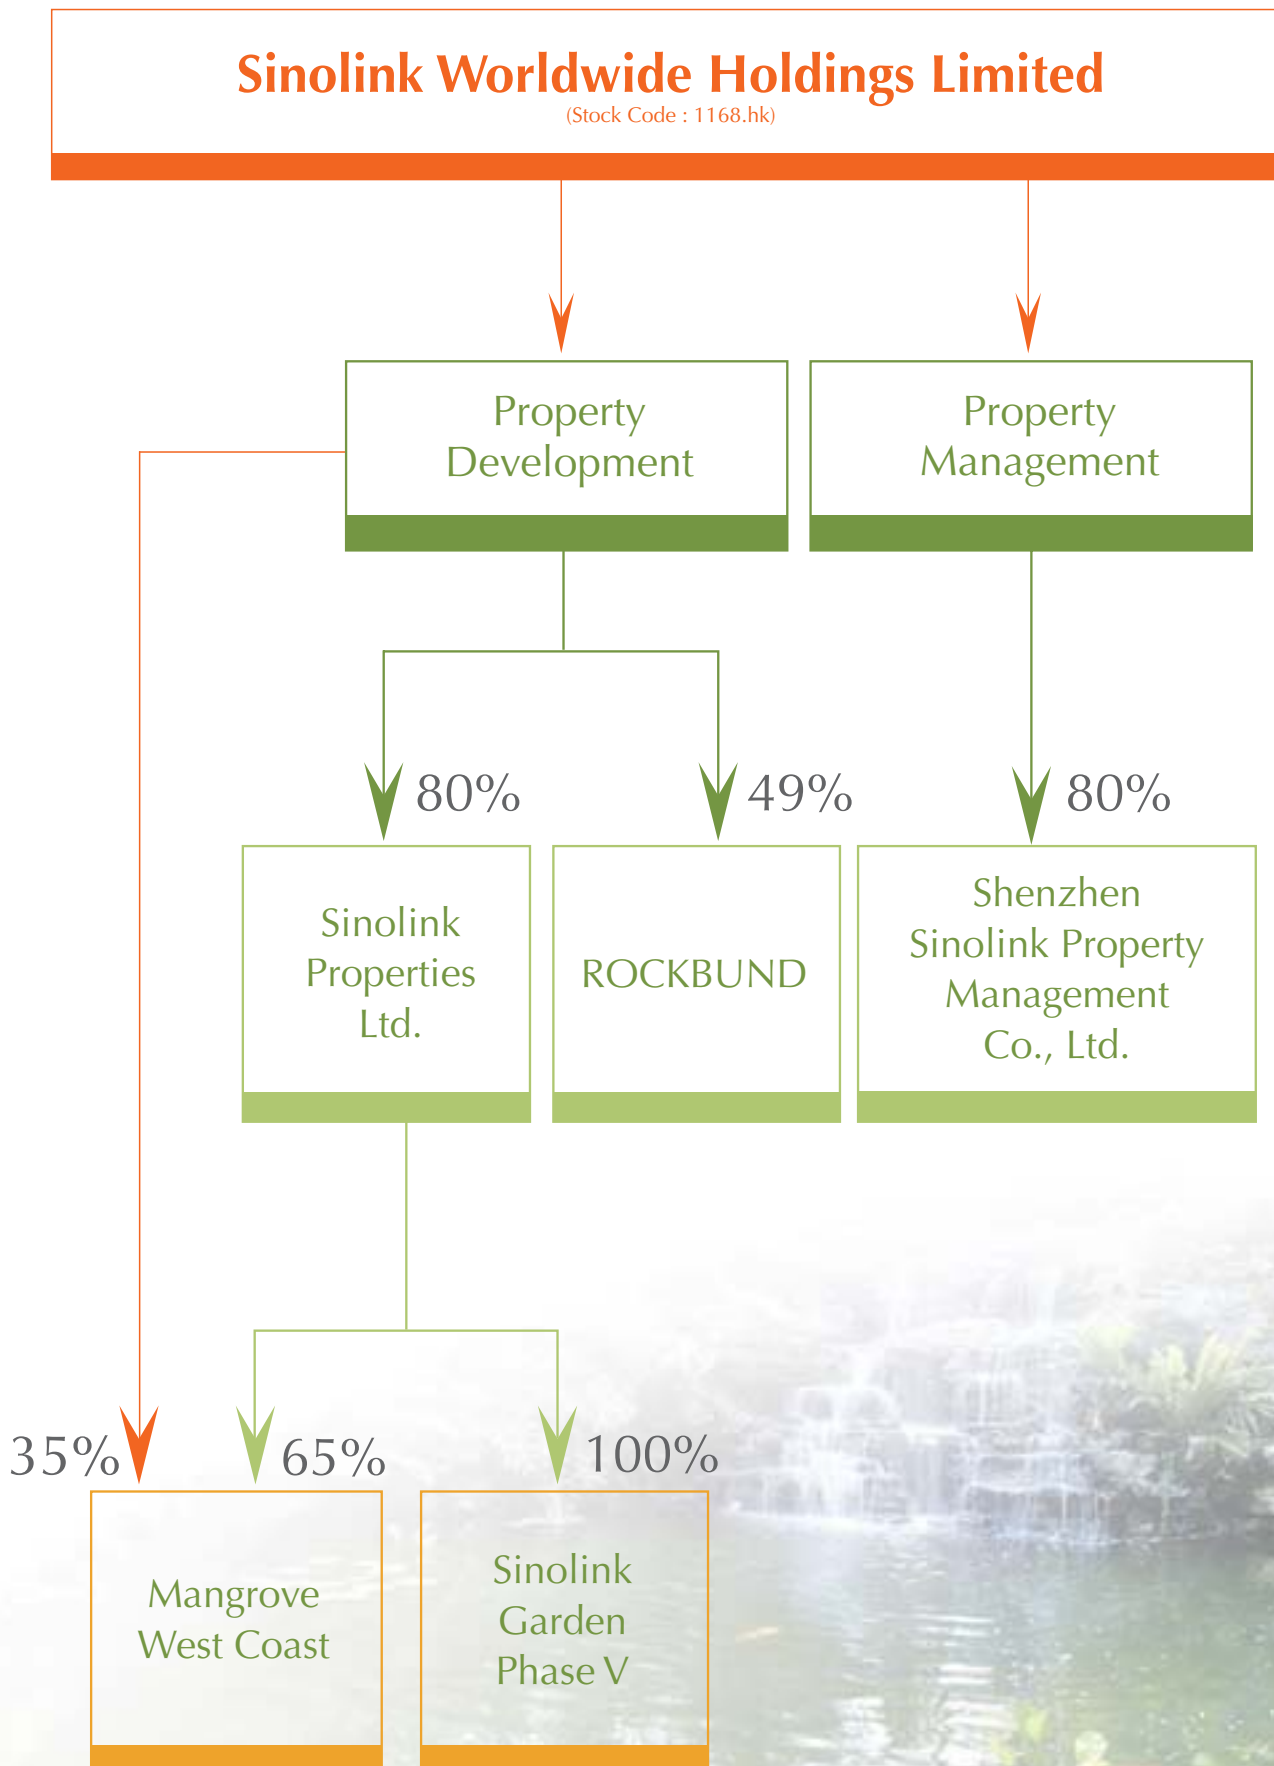 Sinolink Worldwide Holdings Limited
(Stock Code : 1168.hk)
Property
Development
Property
Management
80%
49%
80%
Sinolink
Properties
Ltd.
ROCKBUND
Shenzhen
Sinolink Property
Management
Co., Ltd.
35%
65%
100%
Mangrove
West Coast
Sinolink
Garden
Phase V